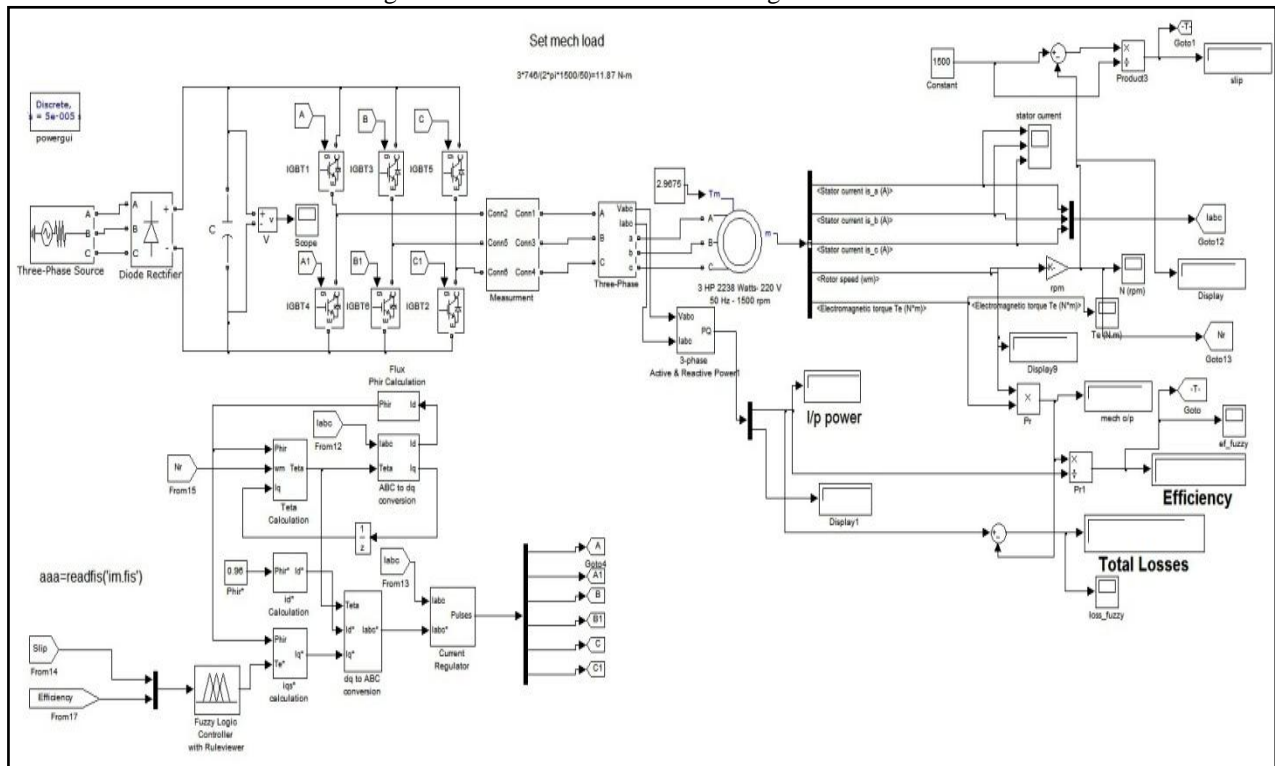 Set mech load
3*746/(2*pi*1500/50)=11.87 N-m
Discrete,
= 5e-005
powergui
A
B
C
IGBT1
IGBT3
IGBT5
A
B
C
A
B
C
+
-
Three-Phase Source
Diode Rectifier
C
+
-
v
V
Scope
A1
B1
C1
IGBT4
IGBT6
IGBT2
Conn2
Conn1
Conn5
Conn3
Conn6
Conn4
Measurment
Vabc
Iabc
A
B
C
a
b
c
Three-Phase
2.9675
Tm
A
B
C
m
3 HP 2238 Watts- 220 V
50 Hz - 1500 rpm
Vabc
Iabc
PQ
3-phase
Active & Reactive Power1
1500
Constant
Product3
-T-
Goto1
slip
stator current
<Stator current is_a (A)>
<Stator current is_b (A)>
<Stator current is_c (A)>
<Rotor speed (wm)>
<Electromagnetic torque Te (N*m)>
Iabc
Goto12
K-
rpm
N (rpm)
Display
<Electromagnetic torque Te (N*m)>
Te (N.m)
Nr
Goto13
Display9
Pr
mech o/p
-T-
Goto
ef_fuzzy
I/p power
Pr1
Efficiency
Display1
Total Losses
loss_fuzzy
Flux
Phir Calculation
Phir
Id
Iabc
From12
Iabc
Id
Teta
Iq
ABC to dq
conversion
Nr
From15
Phir
wm
Teta
Iq
Teta
Calculation
1
z
aaa=readfis('im.fis')
0.96
Phir*
Phir*
Id*
id*
Calculation
Iabc
From13
Teta
Id*
Iabc*
Iq*
dq to ABC
conversion
Iabc
Pulses
Iabc*
Current
Regulator
Phir
Iq*
Te*
iqs*
calculation
Slip
From14
Efficiency
From17
Fuzzy Logic
Controller
with Ruleviewer
A
Goto4
A1
B
B1
C
C1